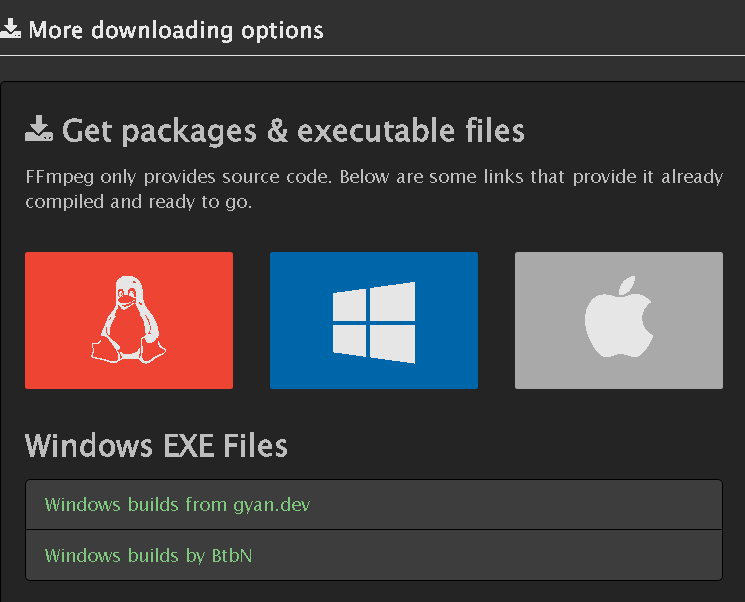 More downloading options
Get packages & executable files
FFmpeg only provides source code. Below are some links that provide it already
compiled and ready to go.
Windows EXE Files
Windows builds from gyan.dev
Windows builds by BtbN